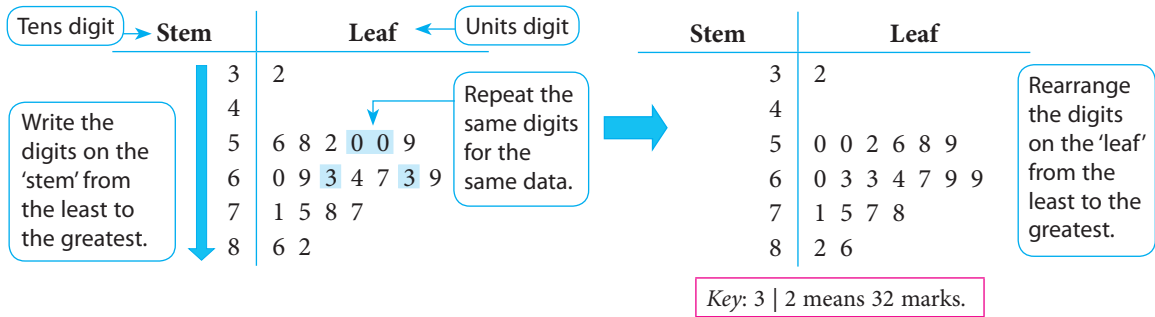 Tens digit
Stem
Leaf
Units digit
Write the
digits on the
‘stem’ from
the least to
the greatest.
3 2
4
5 6 8 2 0 0 9
6 0 9 3 4 7 3 9
7 1 5 8 7
8 6 2
Repeat the
same digits
for the
same data.
Stem Leaf
3 2
4
5 0 0 2 6 8 9
6 0 3 3 4 7 9 9
7 1 5 7 8
8 2 6
Key: 3 | 2 means 32 marks.
Rearrange
the digits
on the ‘leaf’
from the
least to the
greatest.